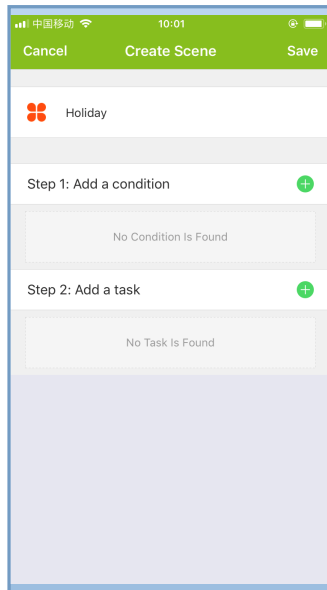 中国移动 10:01
Cancel Create Scene Save
Holiday
Step 1: Add a condition
No Condition Is Found
Step 2: Add a task
No Task Is Found